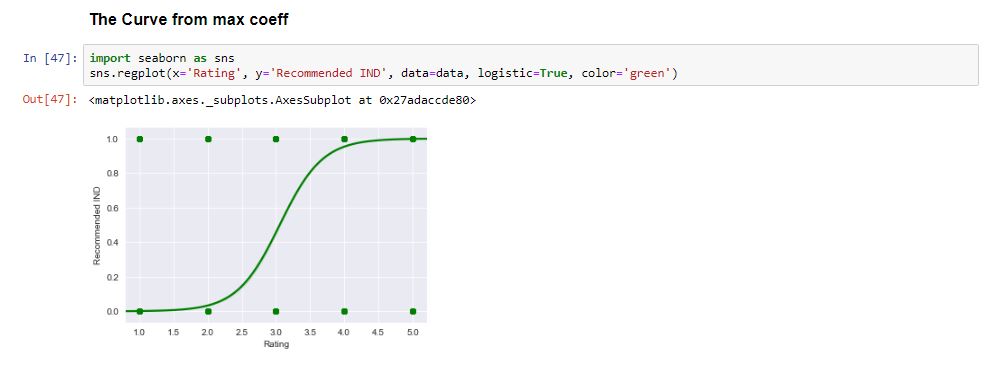 The Curve from max coeff
In [47]: import seaborn as sns
sns.regplot(x='Rating', y='Recommended IND', data=data, logistic=True, color='green')
Out[47]: <matplotlib.axes._subplots.AxesSubplot at 0x27adaccde80>
1.0
0.8
0.6
0.4
0.2
0.0
Recommended IND
1.0 1.5 2.0 2.5 3.0 3.5 4.0 4.5 5.0
Rating